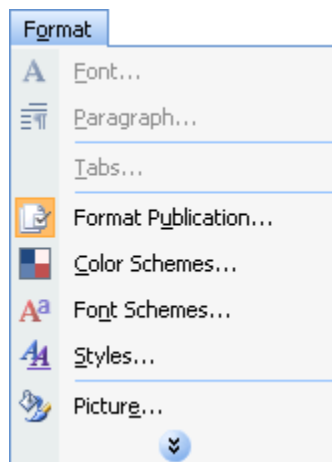 Format
Font...
Paragraph...
Tabs...
Format Publication...
Color Schemes...
Font Schemes...
Styles...
Picture...